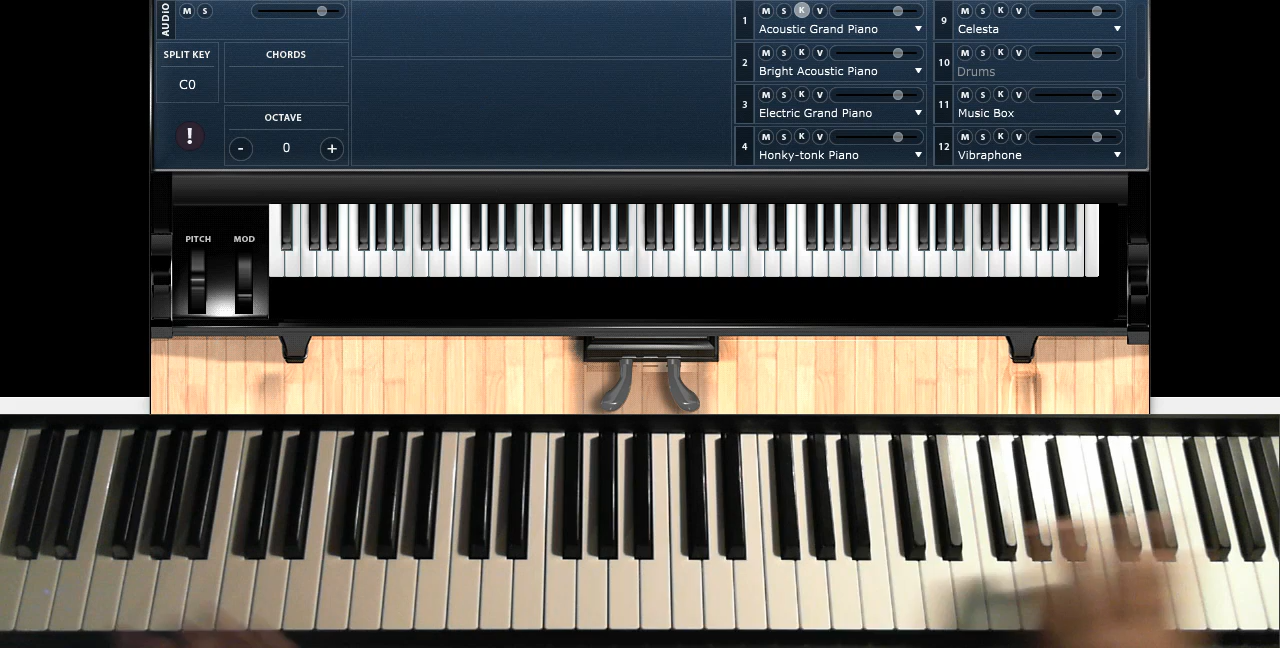 AUDIO
M S
SPLIT KEY
C0
!
CHORDS
OCTAVE
- 0 +
1
M S K V
Acoustic Grand Piano
2
M S K V
Bright Acoustic Piano
3
M S K V
Electric Grand Piano
4
M S K V
Honky-tonk Piano
9
M S K V
Celesta
10
M S K V
Drums
11
M S K V
Music Box
12
M S K V
Vibraphone
PITCH
MOD